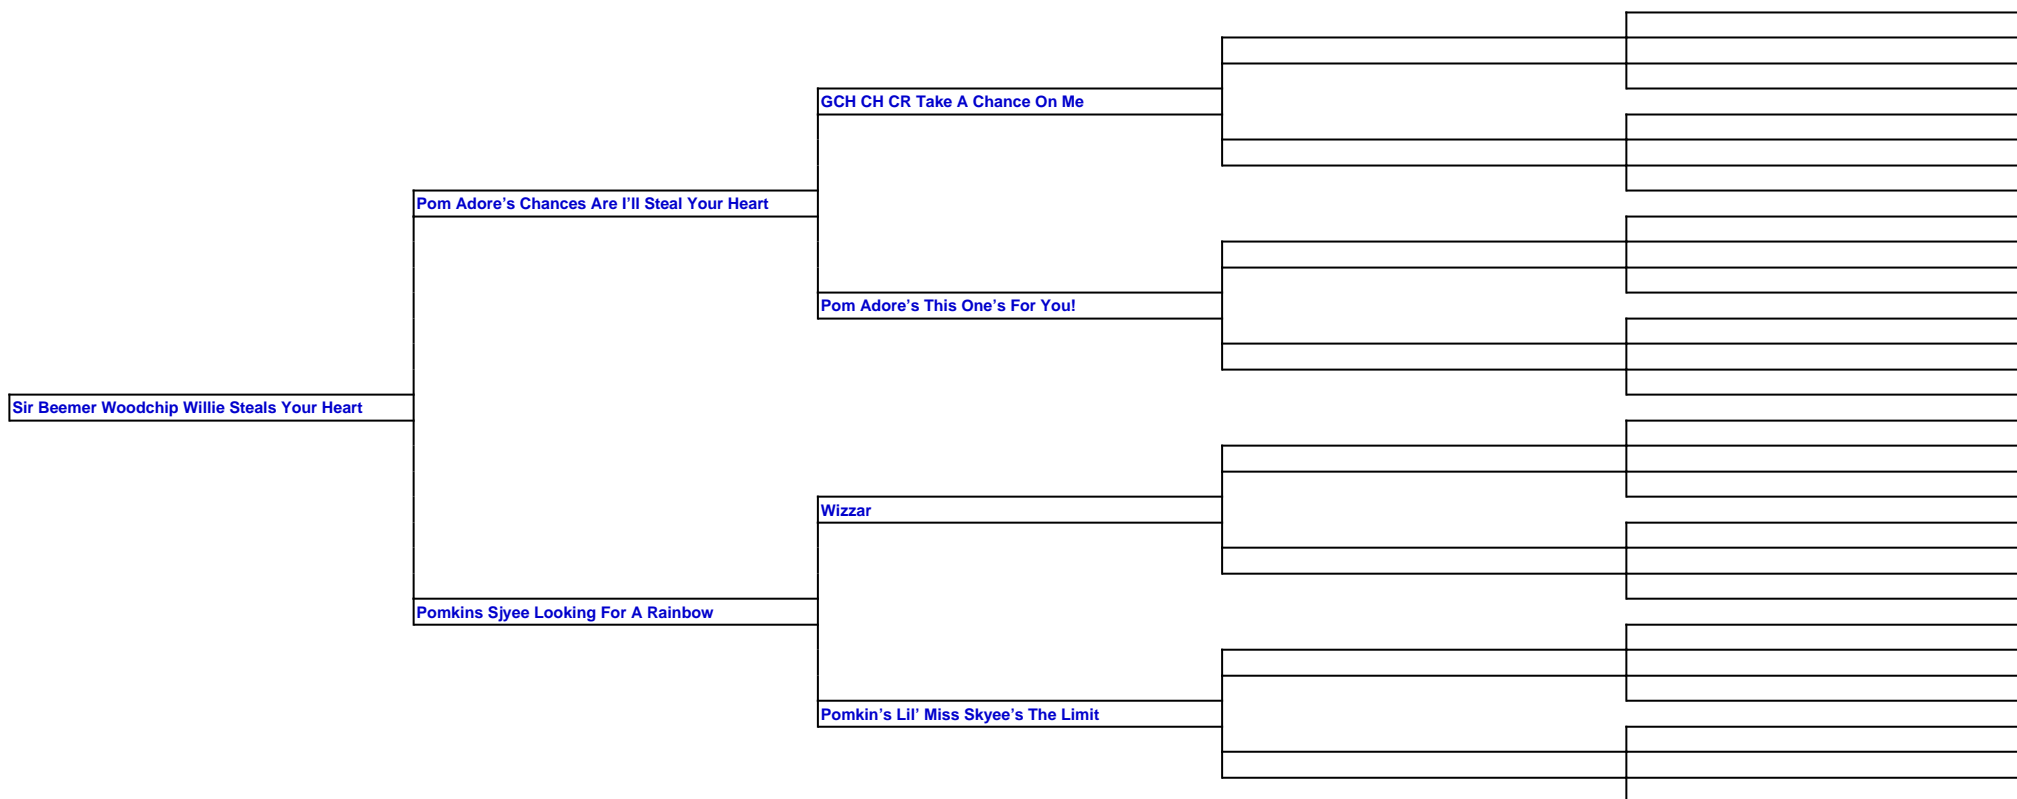 GCH CH CR Take A Chance On Me
Pom Adore’s Chances Are I’ll Steal Your Heart
Pom Adore’s This One’s For You!
Sir Beemer Woodchip Willie Steals Your Heart
Wizzar
Pomkins Sjyee Looking For A Rainbow
Pomkin’s Lil’ Miss Skyee’s The Limit